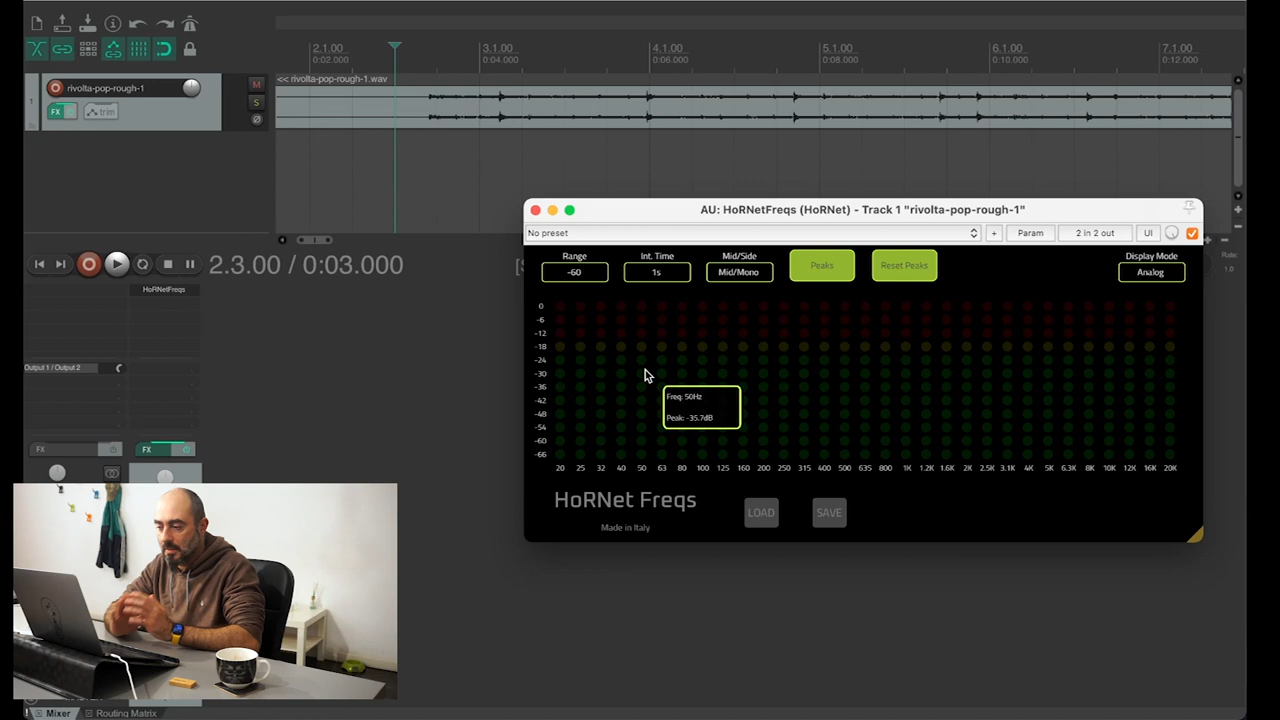 2.1.00
0:02.000
3.1.00
0:04.000
4.1.00
0:06.000
5.1.00
0:08.000
6.1.00
0:10.000
7.1.00
0:12.000
<< rivolta-pop-rough-1.wav
1
rivolta-pop-rough-1
M
FX
trim
S
2.3.00 / 0:03.000
Rate:
1.0
HoRNetFreqs
Output 1 / Output 2
FX
FX
Mixer
Routing Matrix
AU: HoRNetFreqs (HoRNet) - Track 1 "rivolta-pop-rough-1"
No preset
+
Param
2 in 2 out
UI
Range
Int. Time
Mid/Side
Peaks
Reset Peaks
Display Mode
-60
1s
Mid/Mono
Analog
0
-6
-12
-18
-24
-30
-36
-42
-48
-54
-60
-66
Freq: 50Hz
Peak: -35.7dB
20 25 32 40 50 63 80 100 125 160 200 250 315 400 500 635 800 1K 1.2K 1.6K 2K 2.5K 3.1K 4K 5K 6.3K 8K 10K 12K 16K 20K
HoRNet Freqs
LOAD
SAVE
Made in Italy